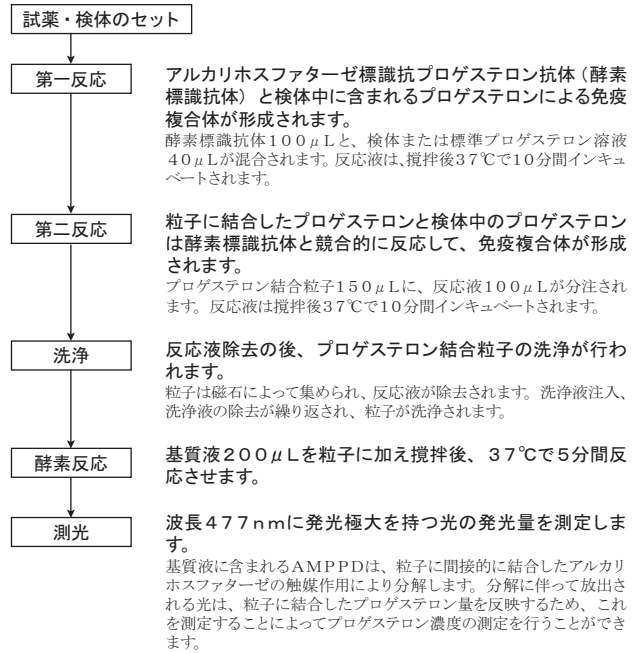 試薬・検体のセット
第一反応
アルカリホスファターゼ標識抗プロゲステロン抗体（酵素
標識抗体）と検体中に含まれるプロゲステロンによる免疫
複合体が形成されます。
酵素標識抗体１００μLと、検体または標準プロゲステロン溶液
４０μLが混合されます。反応液は、撹拌後３７℃で１０分間インキュ
ベートされます。
第二反応
粒子に結合したプロゲステロンと検体中のプロゲステロン
は酵素標識抗体と競合的に反応して、免疫複合体が形成
されます。
プロゲステロン結合粒子１５０μLに、反応液１００μLが分注され
ます。反応液は撹拌後３７℃で１０分間インキュベートされます。
洗浄
反応液除去の後、プロゲステロン結合粒子の洗浄が行わ
れます。
粒子は磁石によって集められ、反応液が除去されます。洗浄液注入、
洗浄液の除去が繰り返され、粒子が洗浄されます。
酵素反応
基質液２００μLを粒子に加え撹拌後、３７℃で５分間反
応させます。
測光
波長４７７nmに発光極大を持つ光の発光量を測定しま
す。
基質液に含まれるAMPPDは、粒子に間接的に結合したアルカリ
ホスファターゼの触媒作用により分解します。分解に伴って放出さ
れる光は、粒子に結合したプロゲステロン量を反映するため、これ
を測定することによってプロゲステロン濃度の測定を行うことができ
ます。